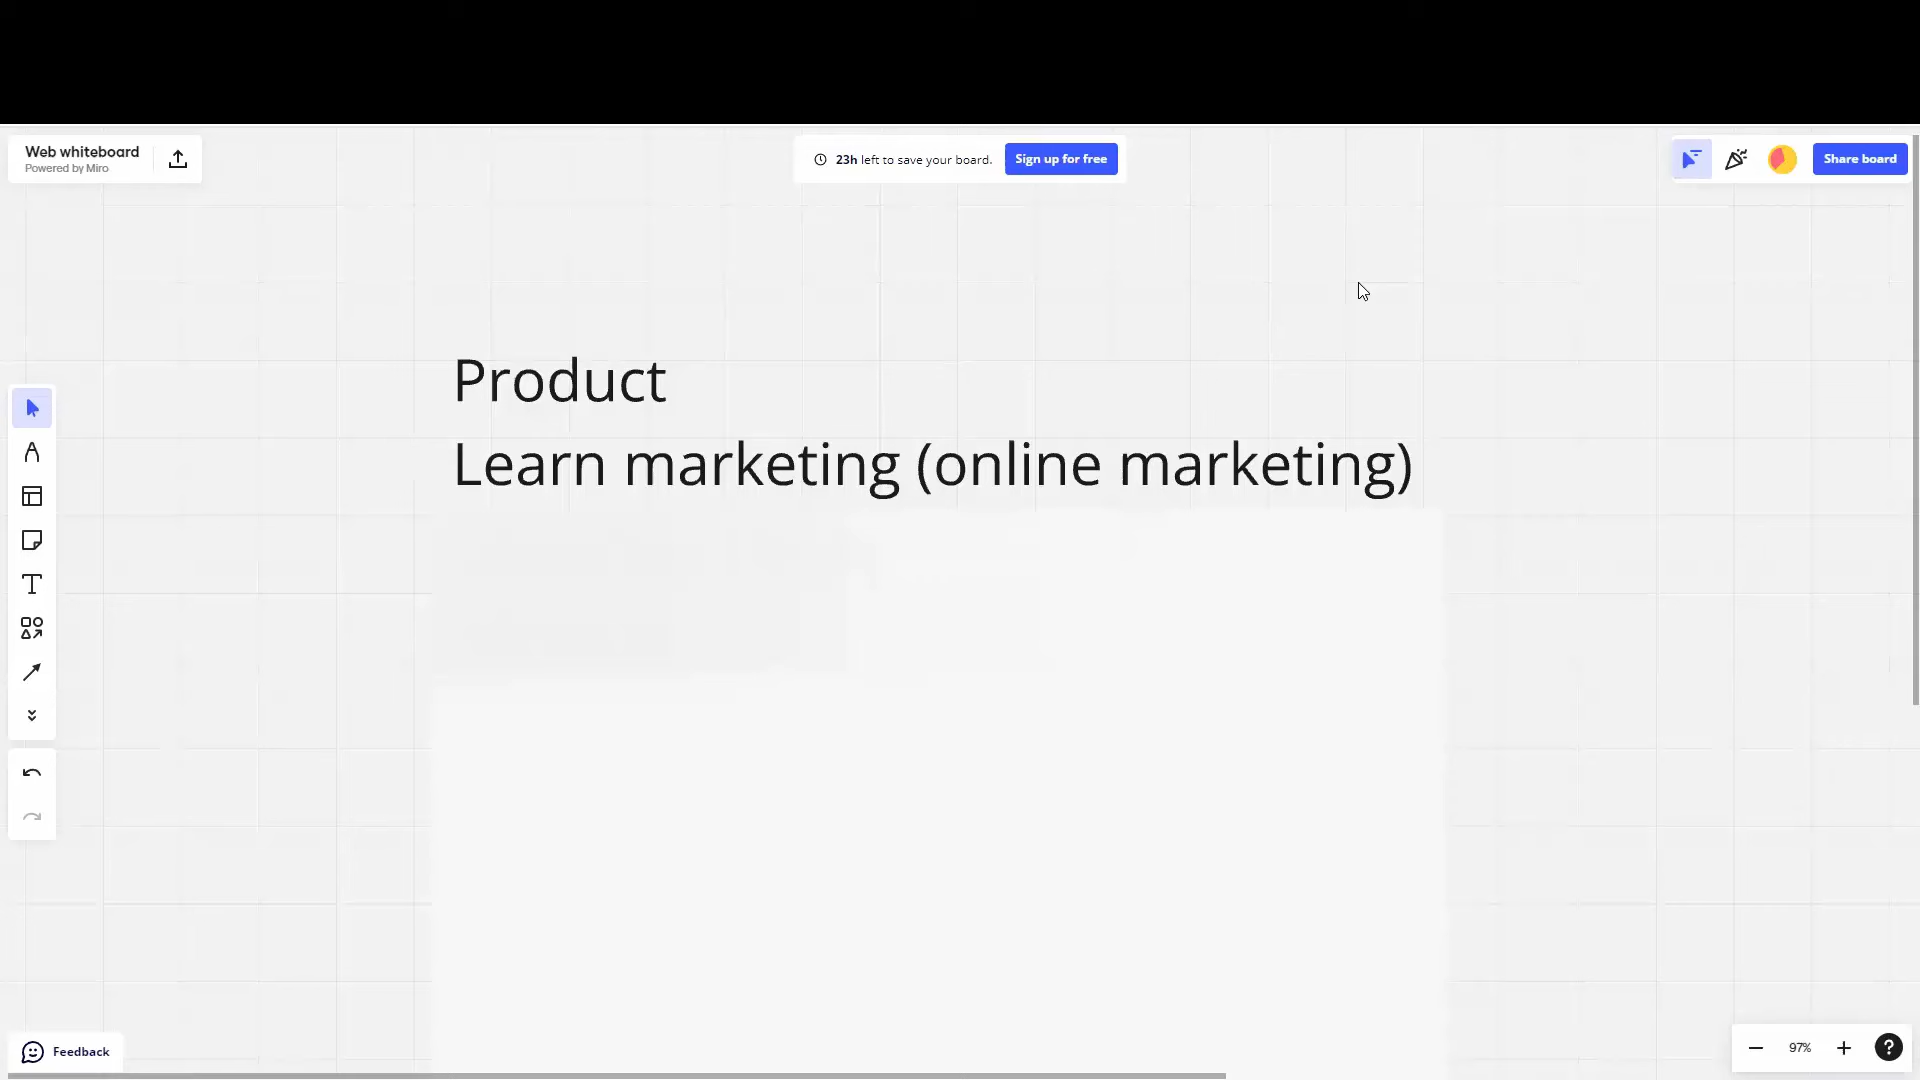 Web whiteboard
Powered by Miro
23h left to save your board.
Sign up for free
Share board
Product
Learn marketing (online marketing)
Feedback
97%
?